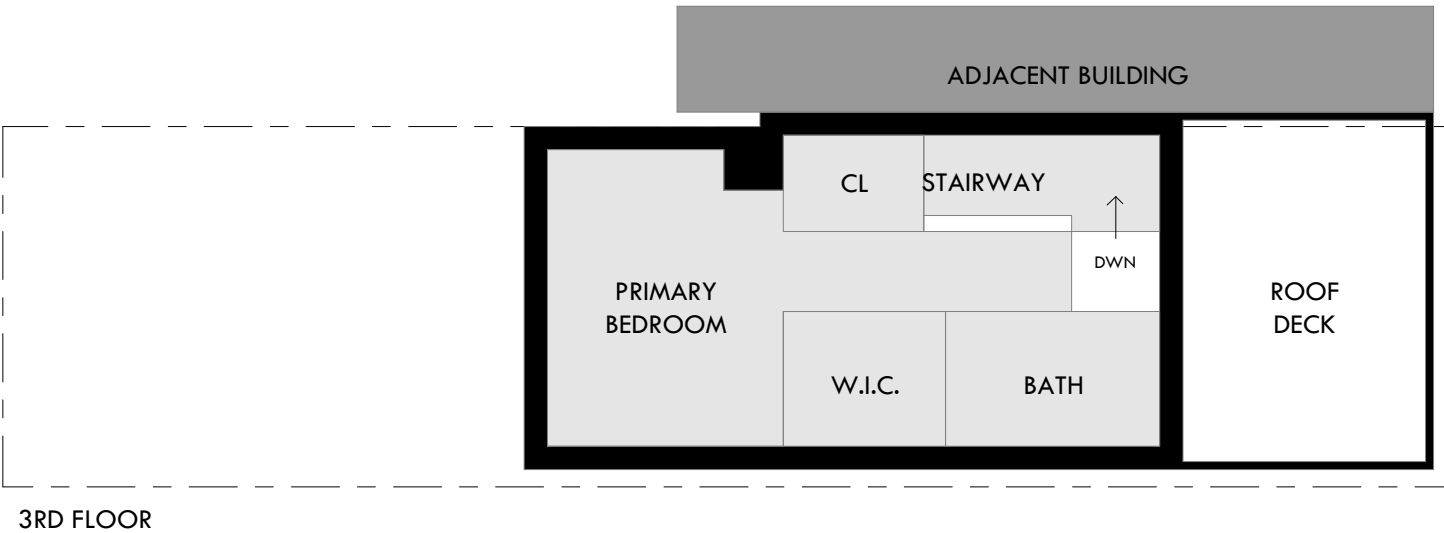 ADJACENT BUILDING
CL
STAIRWAY
DWN
PRIMARY
BEDROOM
ROOF
DECK
W.I.C.
BATH
3RD FLOOR